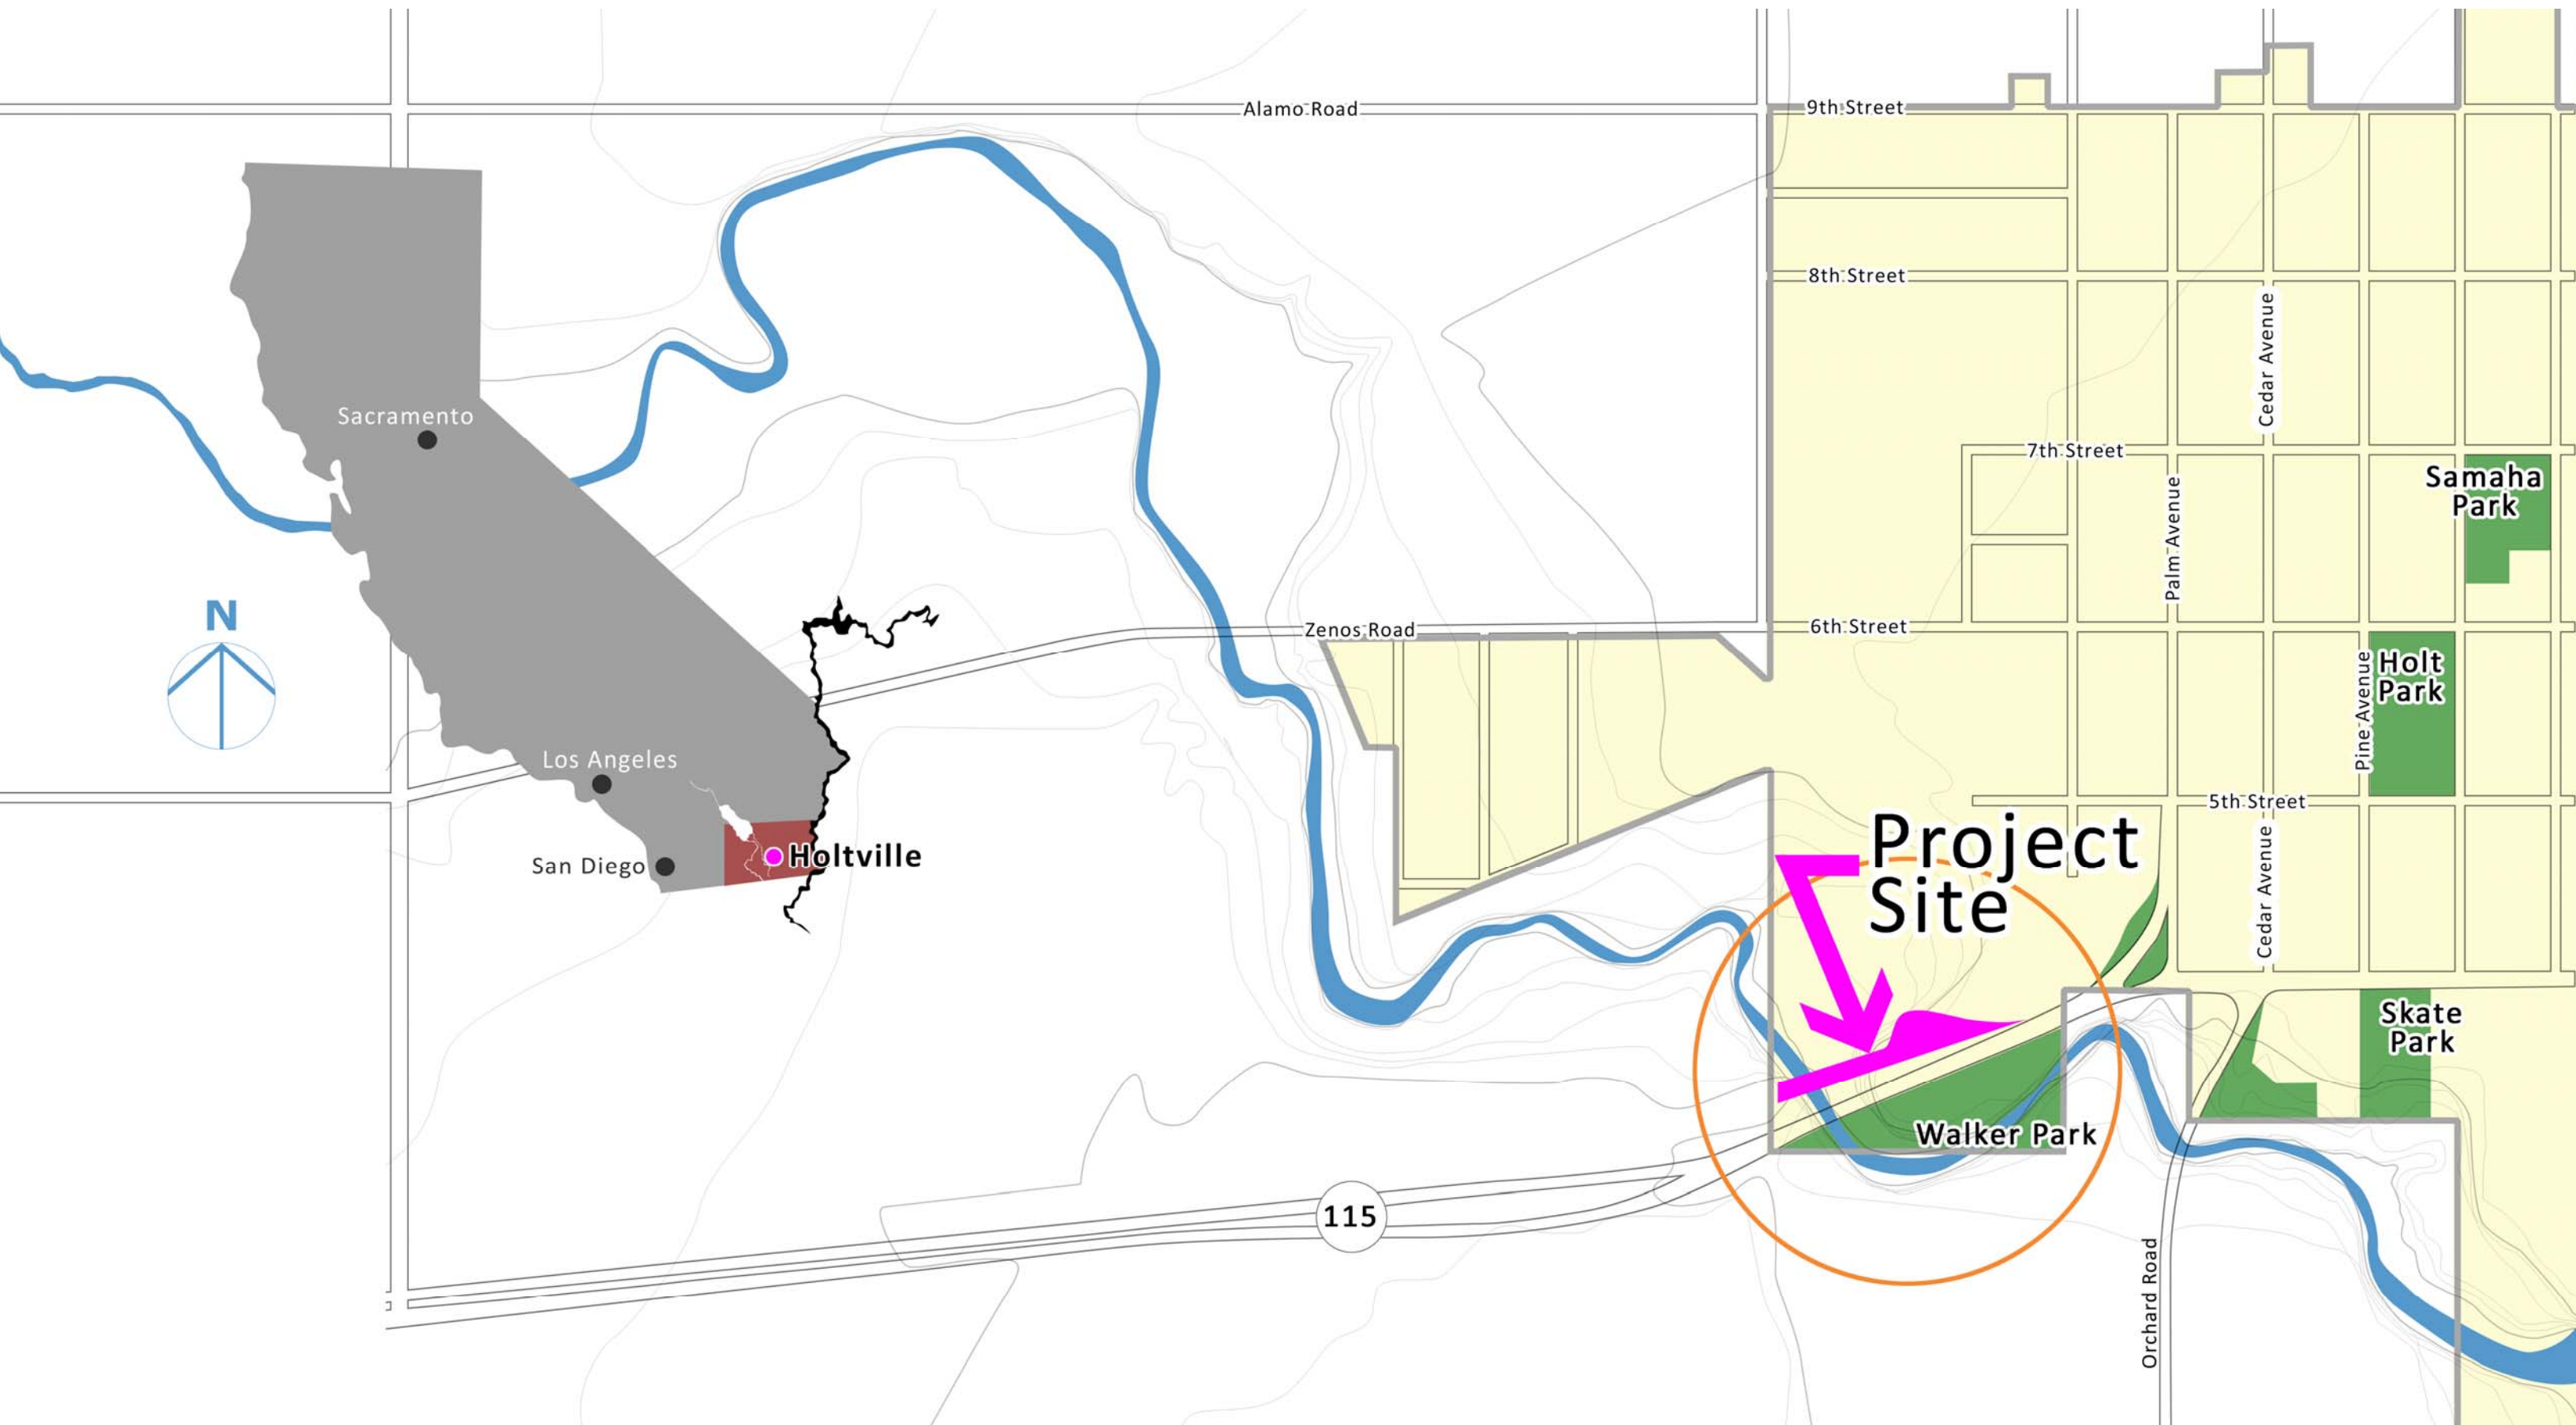 Alamo Road
9th Street
8th Street
Cedar Avenue
Sacramento
7th Street
Samaha
Park
Palm Avenue
N
Zenos Road
6th Street
Holt
Park
Pine Avenue
Los Angeles
5th Street
Project
Site
San Diego
Holtville
Cedar Avenue
Skate
Park
Walker Park
115
Orchard Road